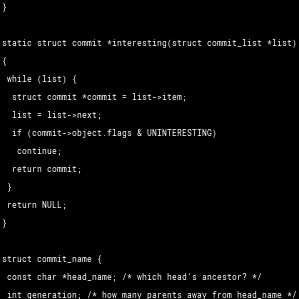 }
static struct commit *interesting(struct commit_list *list)
{
while (list) {
struct commit *commit = list->item;
list = list->next;
if (commit->object.flags & UNINTERESTING)
continue;
return commit;
}
return NULL;
}
struct commit_name {
const char *head_name; /* which head's ancestor? */
int generation; /* how many parents away from head_name */